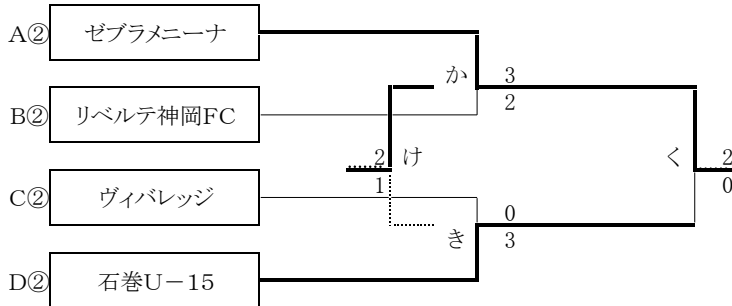 A② ゼブラメニーナ
か 3
2
B② リベルテ神岡FC
2 け く 2
1 0
C② ヴィバレッジ
0
き 3
D② 石巻U－15